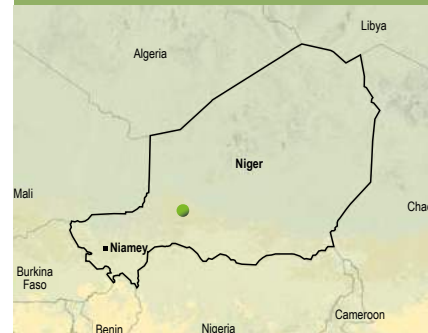 Libya
Algeria
Niger
Mali
Chad
Niamey
Burkina
Faso
Benin
Nigeria
Cameroon